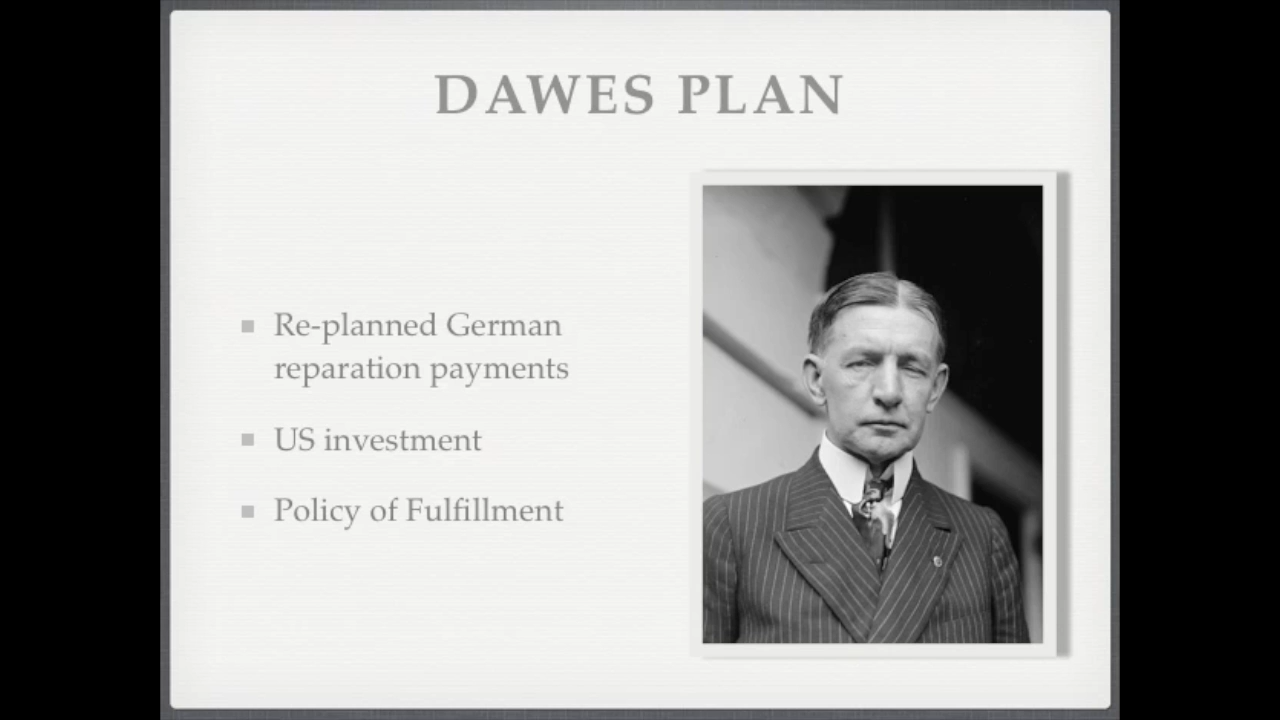 DAWES PLAN
Re-planned German
reparation payments
US investment
Policy of Fulfillment